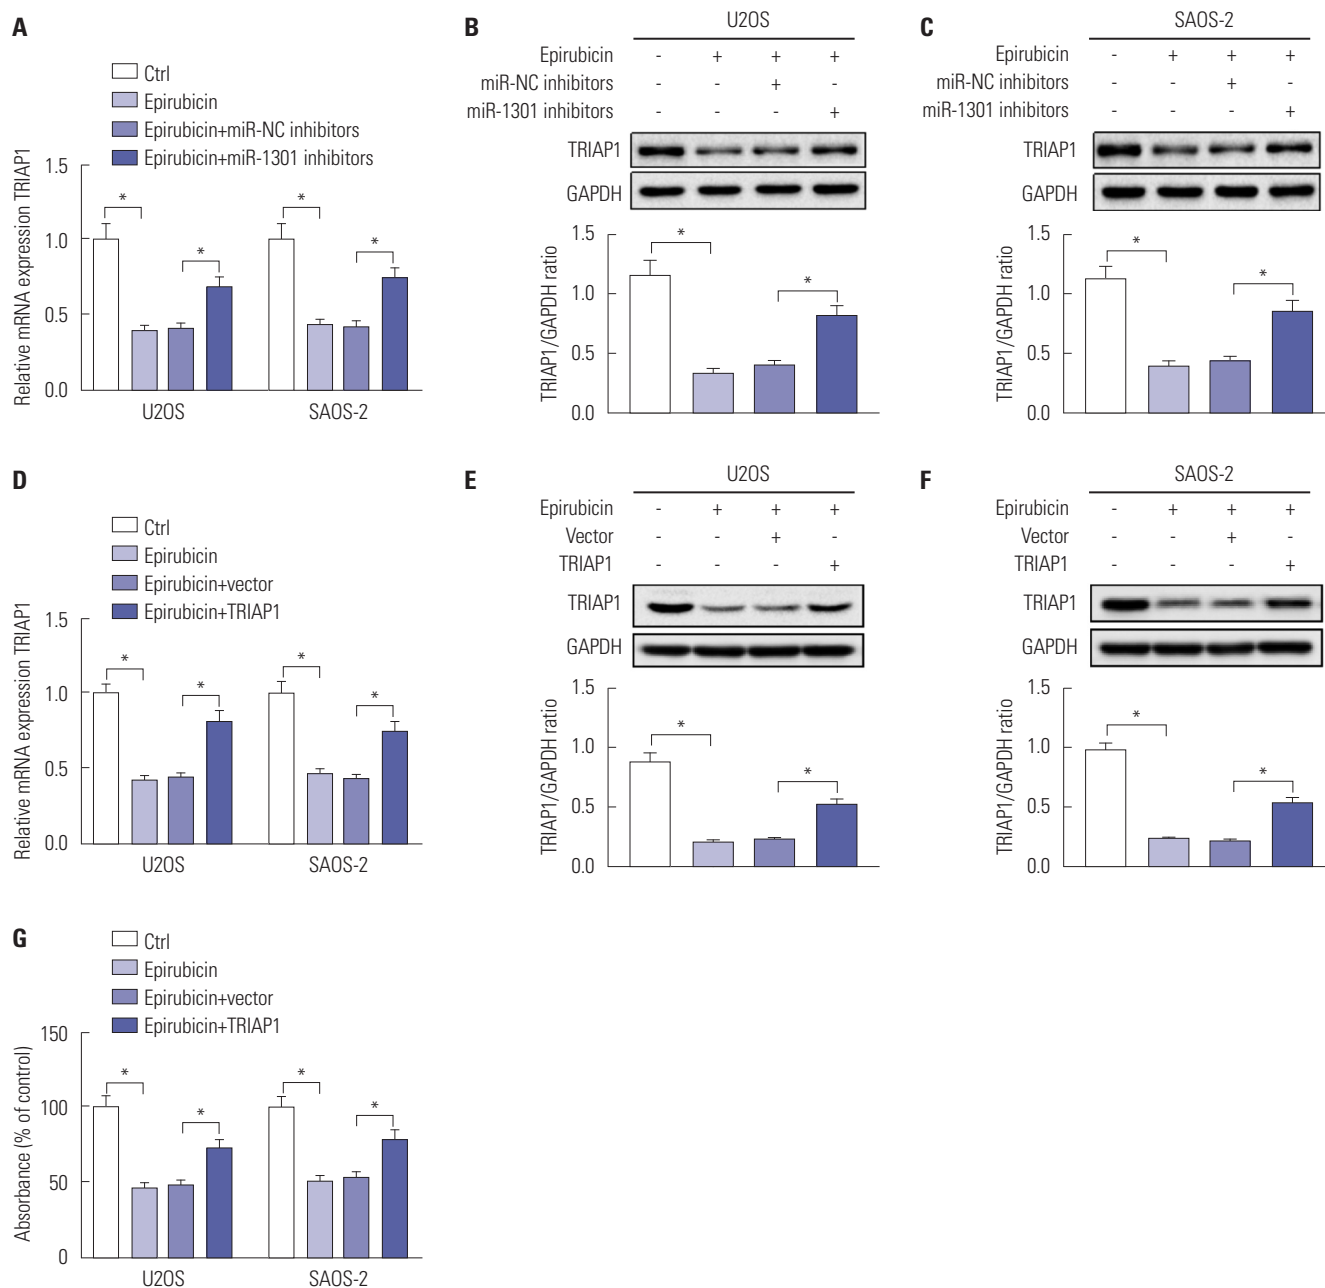 A
Ctrl
Epirubicin
Epirubicin+miR-NC inhibitors
Epirubicin+miR-1301 inhibitors
Relative mRNA expression TRIAP1
1.5
1.0
0.5
0.0
* * * *
U2OS SAOS-2
B
U2OS
Epirubicin - + + +
miR-NC inhibitors - - + -
miR-1301 inhibitors - - - +
TRIAP1
GAPDH
TRIAP1/GAPDH ratio
1.5
1.0
0.5
0.0
* *
C
SAOS-2
Epirubicin - + + +
miR-NC inhibitors - - + -
miR-1301 inhibitors - - - +
TRIAP1
GAPDH
TRIAP1/GAPDH ratio
1.5
1.0
0.5
0.0
* *
D
Ctrl
Epirubicin
Epirubicin+vector
Epirubicin+TRIAP1
Relative mRNA expression TRIAP1
1.5
1.0
0.5
0.0
* * * *
U2OS SAOS-2
E
U2OS
Epirubicin - + + +
Vector - - + -
TRIAP1 - - - +
TRIAP1
GAPDH
TRIAP1/GAPDH ratio
1.5
1.0
0.5
0.0
* *
F
SAOS-2
Epirubicin - + + +
Vector - - + -
TRIAP1 - - - +
TRIAP1
GAPDH
TRIAP1/GAPDH ratio
1.5
1.0
0.5
0.0
* *
G
Ctrl
Epirubicin
Epirubicin+vector
Epirubicin+TRIAP1
Absorbance (% of control)
150
100
50
0
* * * *
U2OS SAOS-2